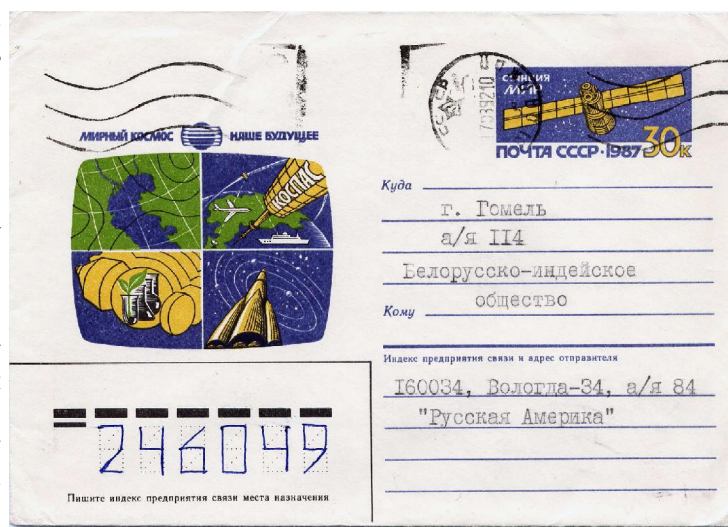 МИРНЫЙ КОСМОС НАШЕ БУДУЩЕЕ
КОСПАС
СТАНЦИЯ
МИР
ПОЧТА СССР·1987 30к
Куда
г. Гомель
а/я II4
Белорусско-индейское
общество
Кому
Индекс предприятия связи и адрес отправителя
I60034, Вологда-34, а/я 84
"Русская Америка"
246049
Пишите индекс предприятия связи места назначения